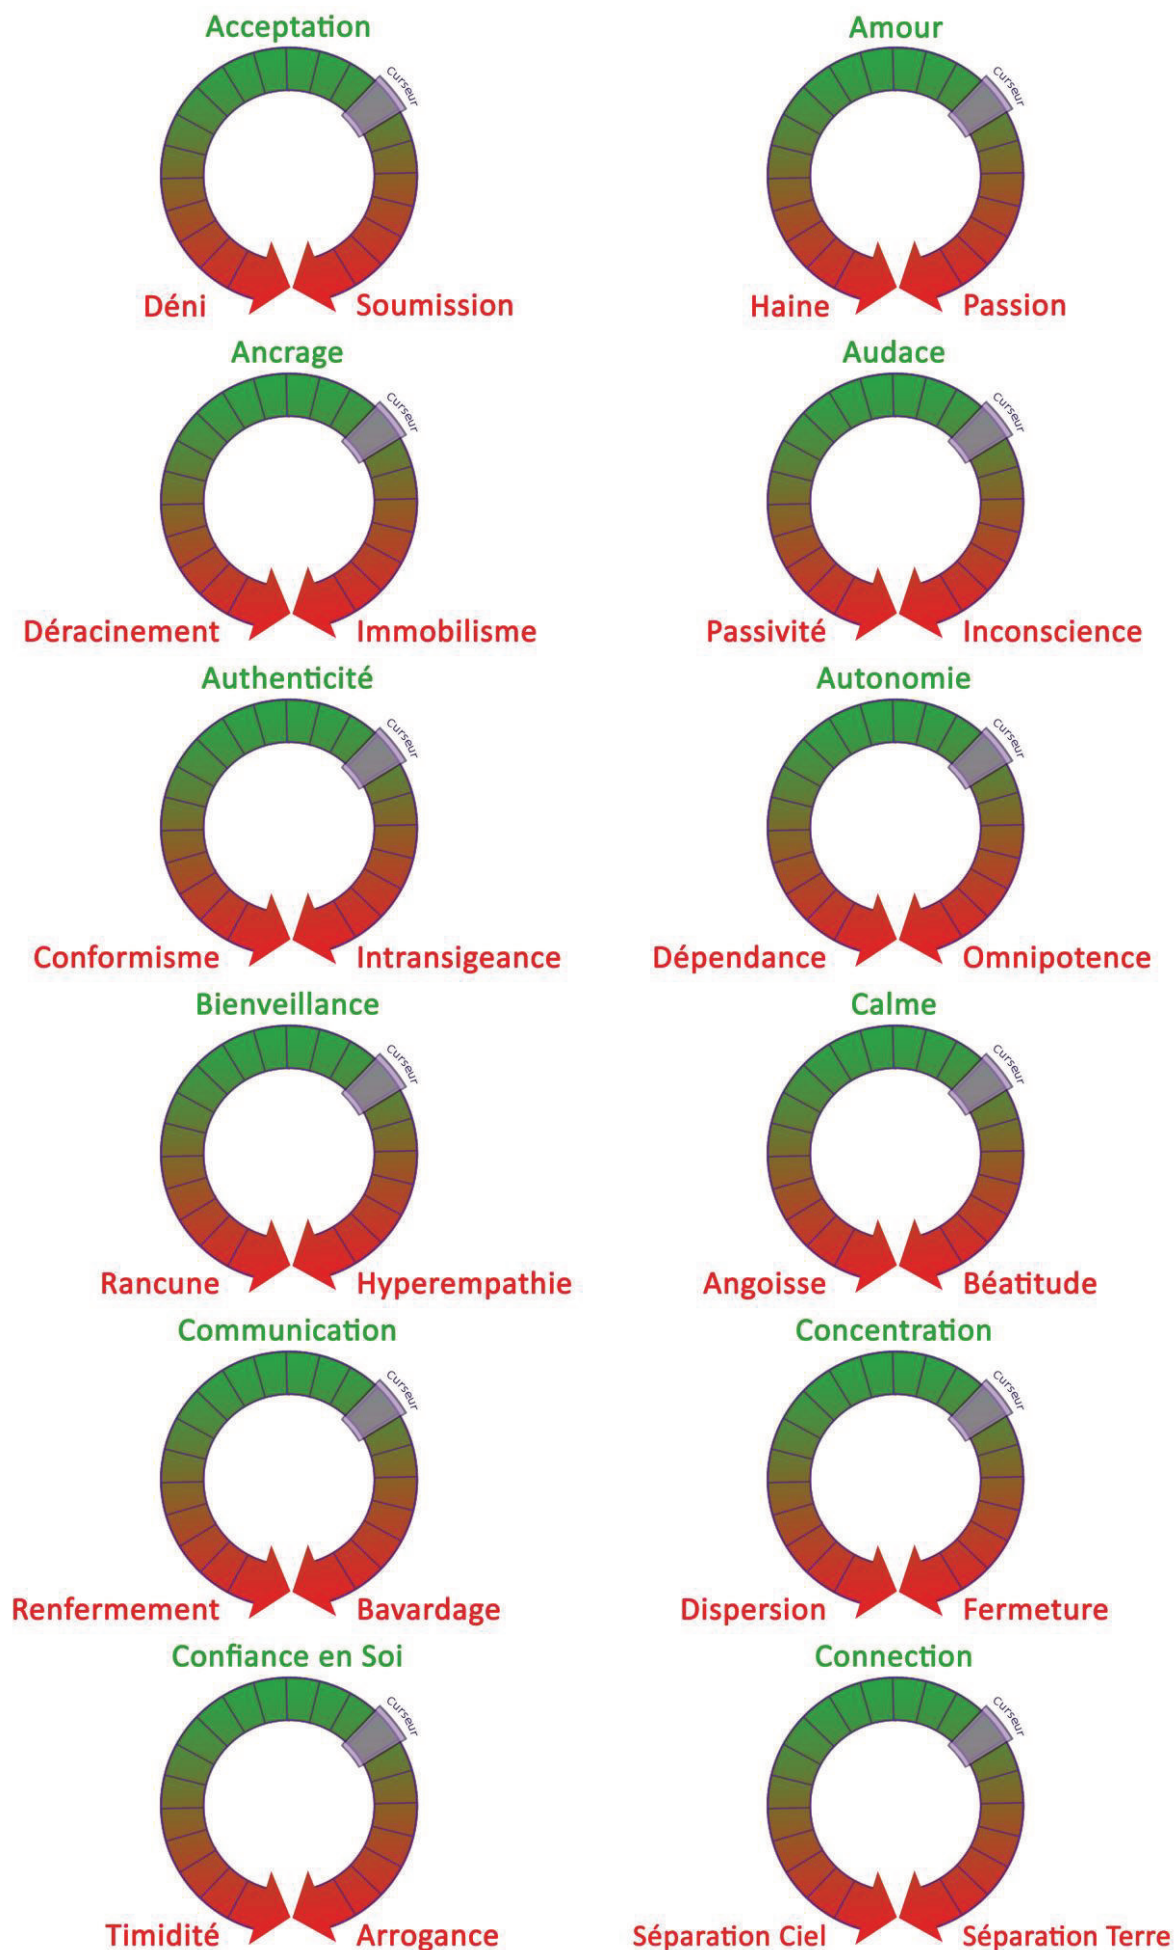 Acceptation
Curseur
Déni
Soumission
Amour
Curseur
Haine
Passion
Ancrage
Curseur
Déracinement
Immobilisme
Audace
Curseur
Passivité
Inconscience
Authenticité
Curseur
Conformisme
Intransigeance
Autonomie
Curseur
Dépendance
Omnipotence
Bienveillance
Curseur
Rancune
Hyperempathie
Calme
Curseur
Angoisse
Béatitude
Communication
Curseur
Renfermement
Bavardage
Concentration
Curseur
Dispersion
Fermeture
Confiance en Soi
Curseur
Timidité
Arrogance
Connection
Curseur
Séparation Ciel
Séparation Terre